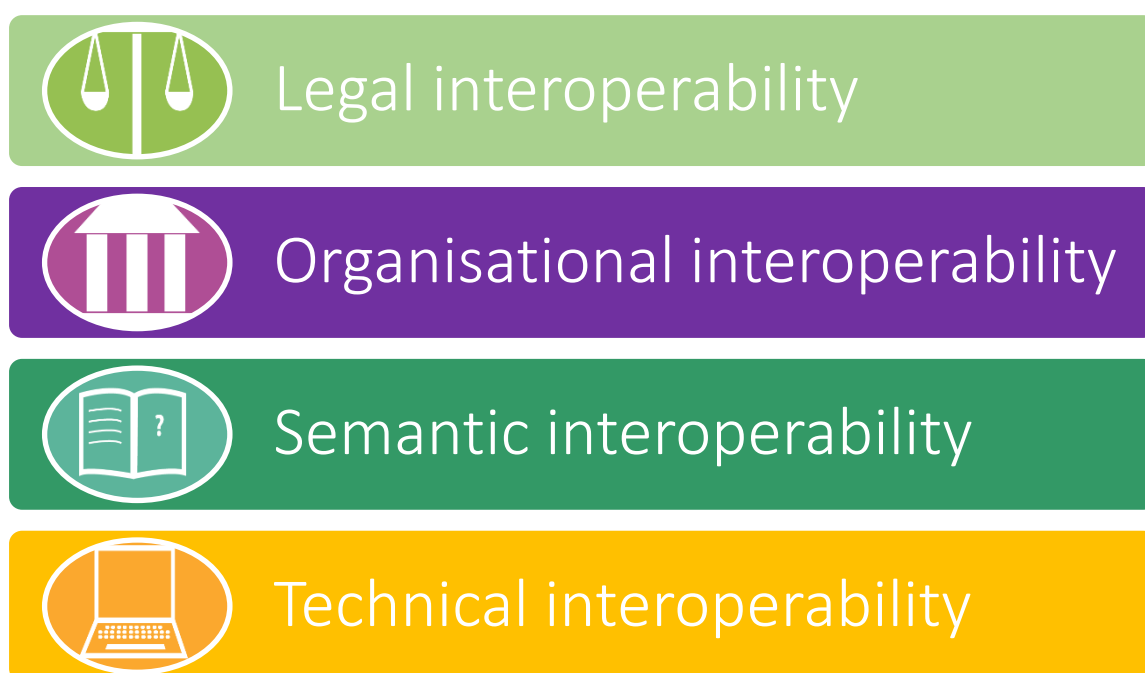 Legal interoperability
Organisational interoperability
?
Semantic interoperability
Technical interoperability